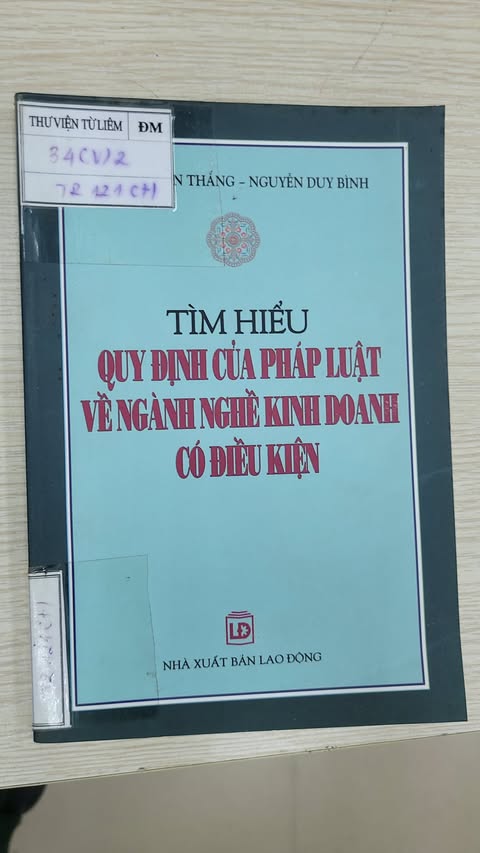 THƯ VIỆN TỪ LIÊM ĐM
34(V)2
THẮNG – NGUYỄN DUY BÌNH
TÌM HIỂU
QUY ĐỊNH CỦA PHÁP LUẬT
VỀ NGÀNH NGHỀ KINH DOANH
CÓ ĐIỀU KIỆN
LĐ
NHÀ XUẤT BẢN LAO ĐỘNG